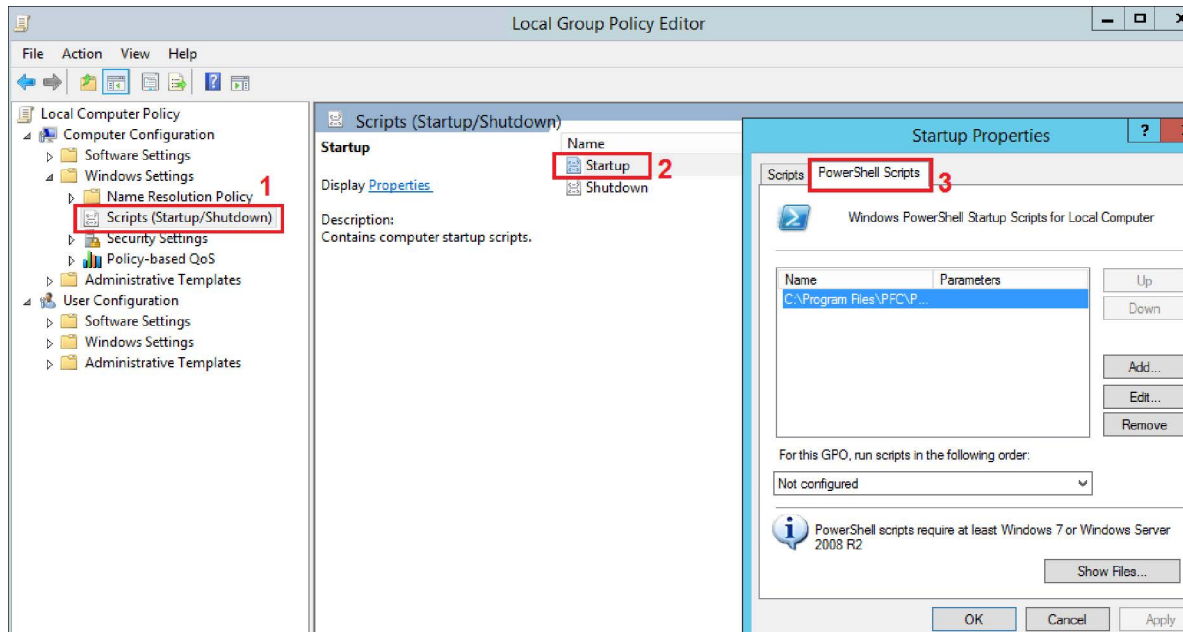 Local Group Policy Editor
File Action View Help
Local Computer Policy
Computer Configuration
Software Settings
Windows Settings
Name Resolution Policy
1
Scripts (Startup/Shutdown)
Security Settings
Policy-based QoS
Administrative Templates
User Configuration
Software Settings
Windows Settings
Administrative Templates
Scripts (Startup/Shutdown)
Startup
Display Properties
Description:
Contains computer startup scripts.
Name
Startup 2
Shutdown
Startup Properties
?
Scripts PowerShell Scripts 3
Windows PowerShell Startup Scripts for Local Computer
Name Parameters
C:\Program Files\PFC\P...
Up
Down
Add...
Edit...
Remove
For this GPO, run scripts in the following order:
Not configured
PowerShell scripts require at least Windows 7 or Windows Server
2008 R2
Show Files...
OK Cancel Apply